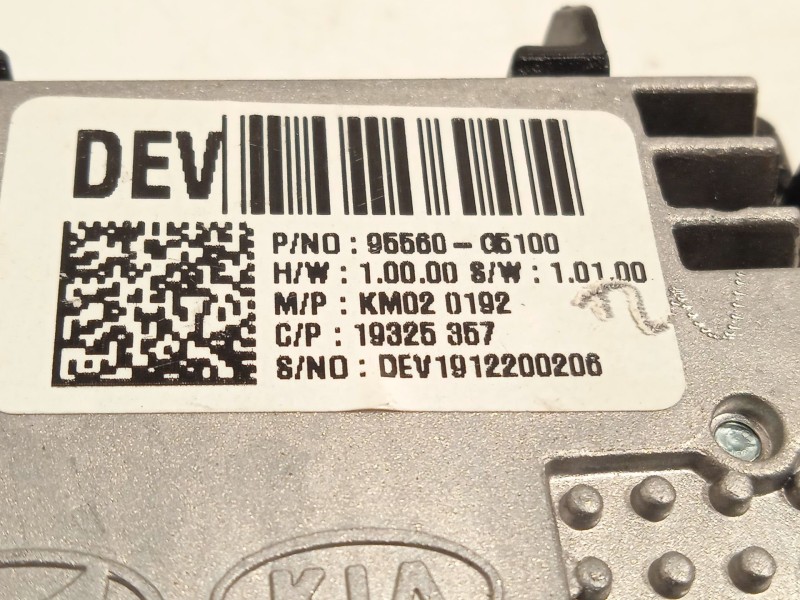 DEV
P/NO : 95560-G5100
H/W : 1.00.00 S/W : 1.01.00
M/P : KM02 0192
C/P : 19325 357
S/NO : DEV1912200206
KIA